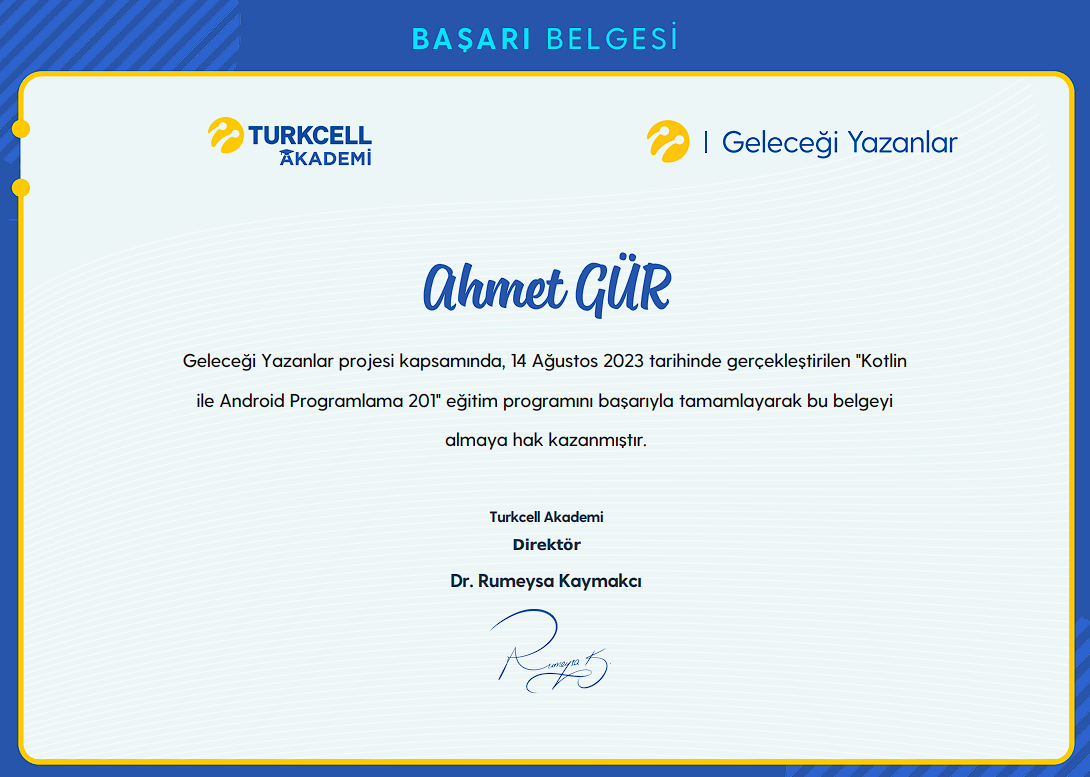 BAŞARI BELGESİ
TURKCELL
AKADEMİ
Geleceği Yazanlar
Ahmet GÜR
Geleceği Yazanlar projesi kapsamında, 14 Ağustos 2023 tarihinde gerçekleştirilen "Kotlin
ile Android Programlama 201" eğitim programını başarıyla tamamlayarak bu belgeyi
almaya hak kazanmıştır.
Turkcell Akademi
Direktör
Dr. Rumeysa Kaymakcı
Rumeysa K.